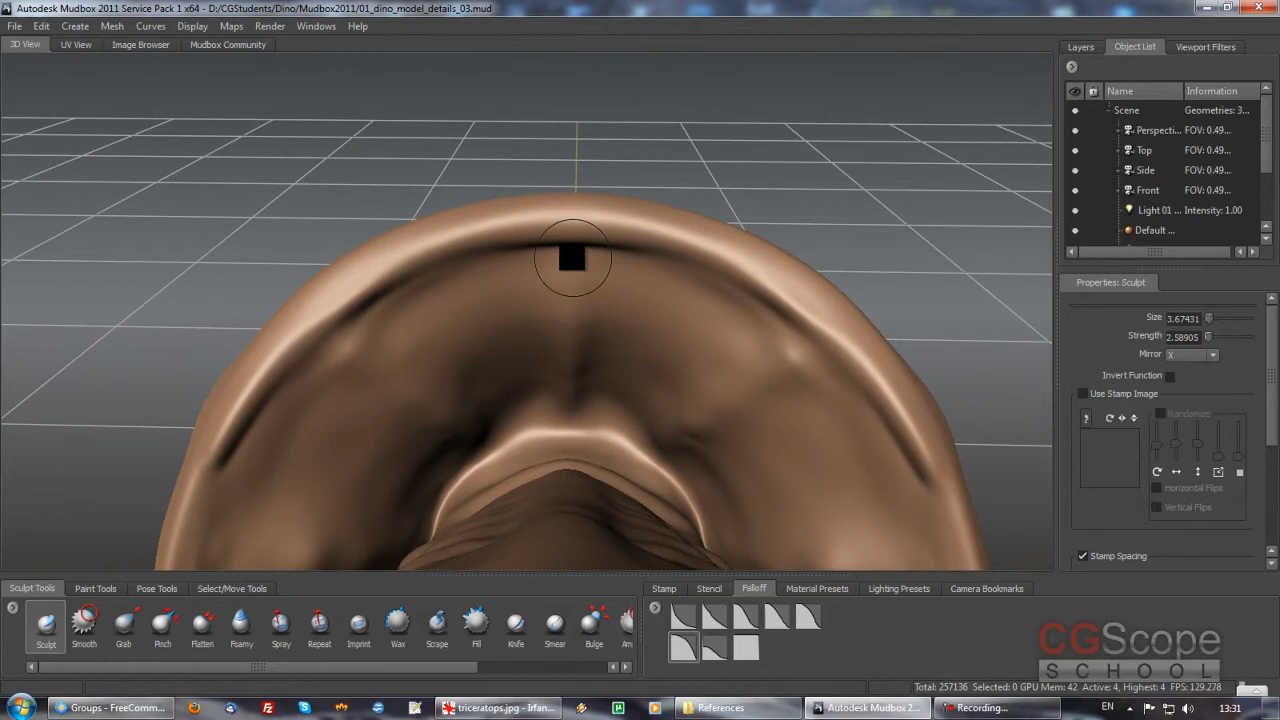 Autodesk Mudbox 2011 Service Pack 1 x64 - D:/CGStudents/Dino/Mudbox2011/01_dino_model_details_03.mud
File Edit Create Mesh Curves Display Maps Render Windows Help
3D View UV View Image Browser Mudbox Community
Layers Object List Viewport Filters
Name Information
Scene Geometries: 3...
Perspecti... FOV: 0.49...
Top FOV: 0.49...
Side FOV: 0.49...
Front FOV: 0.49...
Light 01 ... Intensity: 1.00
Default ...
Properties: Sculpt
Size 3.67431
Strength 2.58905
Mirror X
Invert Function
Use Stamp Image
Randomize
Horizontal Flips
Vertical Flips
Stamp Spacing
Sculpt Tools Paint Tools Pose Tools Select/Move Tools
Stamp Stencil Falloff Material Presets Lighting Presets Camera Bookmarks
Sculpt Smooth Grab Pinch Flatten Foamy Spray Repeat Imprint Wax Scrape Fill Knife Smear Bulge
CGScope
SCHOOL
Total: 257136 Selected: 0 GPU Mem: 42 Active: 4, Highest: 4 FPS: 129.278
Groups - FreeComm...
triceratops.jpg - Irfan...
References
Autodesk Mudbox 2...
Recording...
EN
13:31